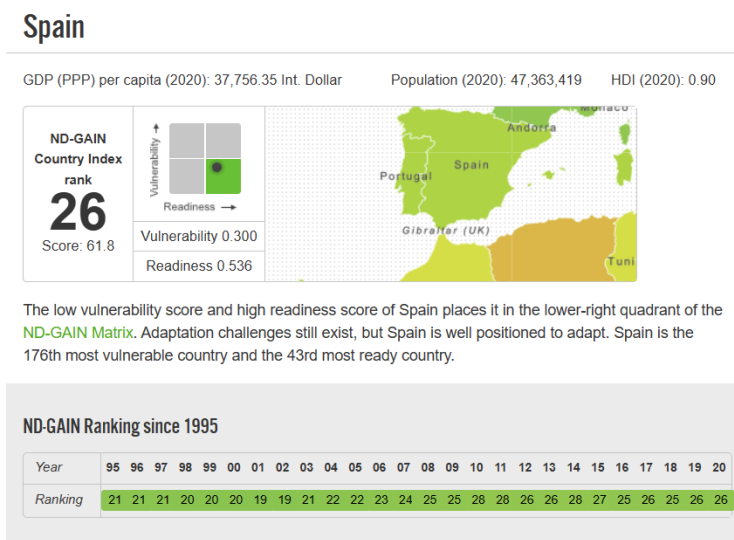 Spain
GDP (PPP) per capita (2020): 37,756.35 Int. Dollar Population (2020): 47,363,419 HDI (2020): 0.90
ND-GAIN
Country Index
rank
26
Score: 61.8
Vulnerability
Readiness
Vulnerability 0.300
Readiness 0.536
Monaco
Andorra
Spain
Portugal
Gibraltar (UK)
Tuni
The low vulnerability score and high readiness score of Spain places it in the lower-right quadrant of the
ND-GAIN Matrix. Adaptation challenges still exist, but Spain is well positioned to adapt. Spain is the
176th most vulnerable country and the 43rd most ready country.
ND-GAIN Ranking since 1995
Year 95 96 97 98 99 00 01 02 03 04 05 06 07 08 09 10 11 12 13 14 15 16 17 18 19 20
Ranking 21 21 21 20 20 20 19 19 21 22 22 23 24 25 25 28 28 26 26 28 27 25 26 25 26 26